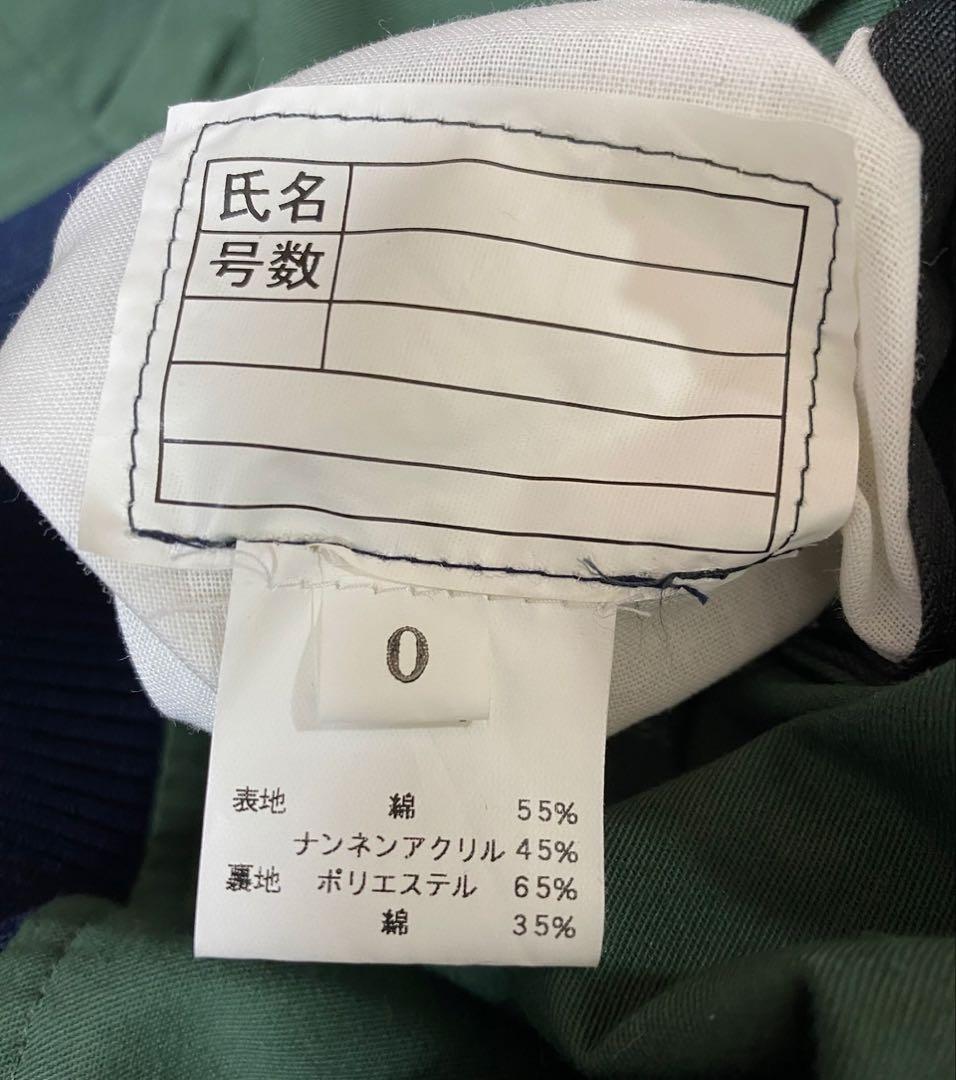 氏名
号数
0
表地 綿 55%
ナンネンアクリル 45%
裏地 ポリエステル 65%
綿 35%